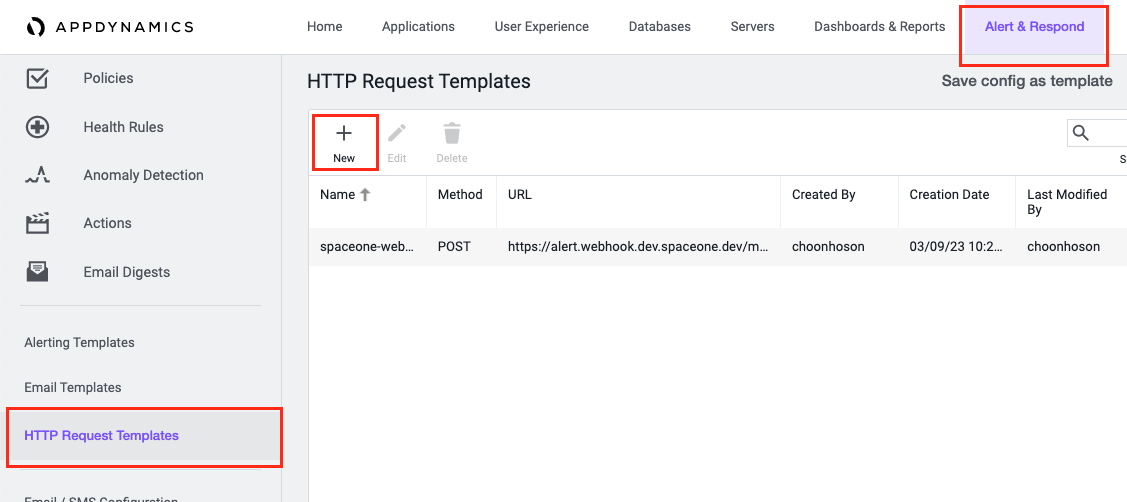 APPDYNAMICS
Home Applications User Experience Databases Servers Dashboards & Reports Alert & Respond
Policies
Health Rules
Anomaly Detection
Actions
Email Digests
Alerting Templates
Email Templates
HTTP Request Templates
Email / SMS Configuration
HTTP Request Templates Save config as template
New Edit Delete
S
Name Method URL Created By Creation Date Last Modified
By
spaceone-web... POST https://alert.webhook.dev.spaceone.dev/m... choonhoson 03/09/23 10:2... choonhoson